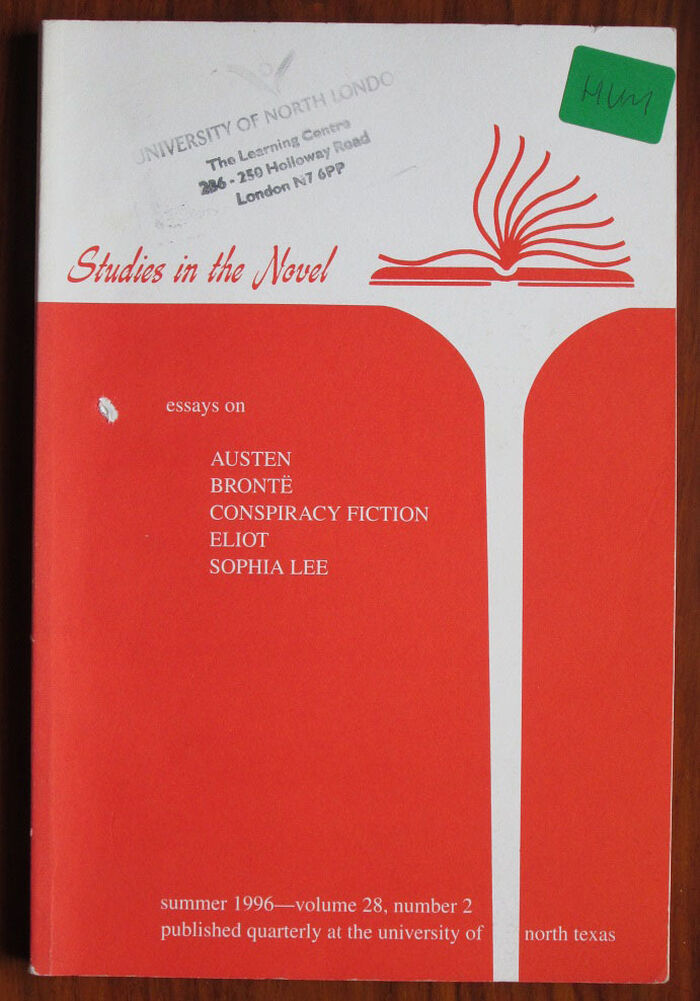 UNIVERSITY OF NORTH LONDO
The Learning Centre
236 - 250 Holloway Road
London N7 6PP
HUM
Studies in the Novel
essays on
AUSTEN
BRONTË
CONSPIRACY FICTION
ELIOT
SOPHIA LEE
summer 1996—volume 28, number 2
published quarterly at the university of north texas